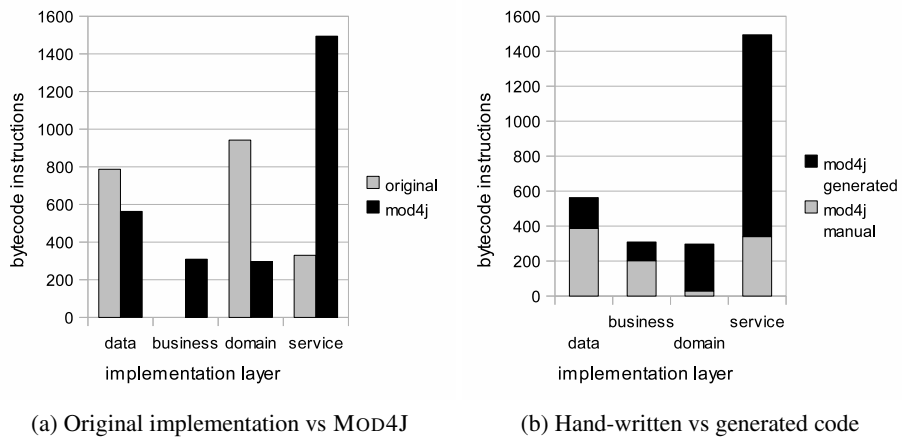 1600
1400
1200
1000
800
600
400
200
0
bytecode instructions
data business domain service
implementation layer
original
mod4j
(a) Original implementation vs MOD4J
1600
1400
1200
1000
800
600
400
200
0
bytecode instructions
business service
data domain
implementation layer
mod4j
generated
mod4j
manual
(b) Hand-written vs generated code